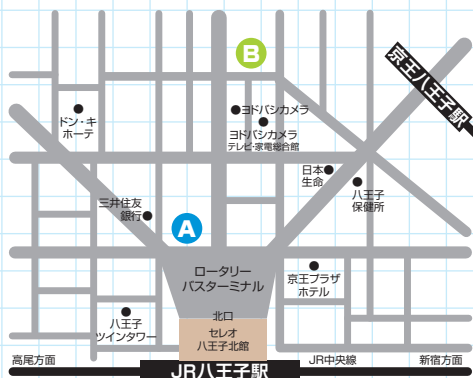 B
京王八王子駅
ドン・キ
ホーテ
ヨドバシカメラ
ヨドバシカメラ
テレビ・家電総合館
日本
生命
八王子
保健所
三井住友
銀行
A
ロータリー
バスターミナル
京王プラザ
ホテル
北口
八王子
ツインタワー
セレオ
八王子北館
高尾方面
JR八王子駅
JR中央線
新宿方面